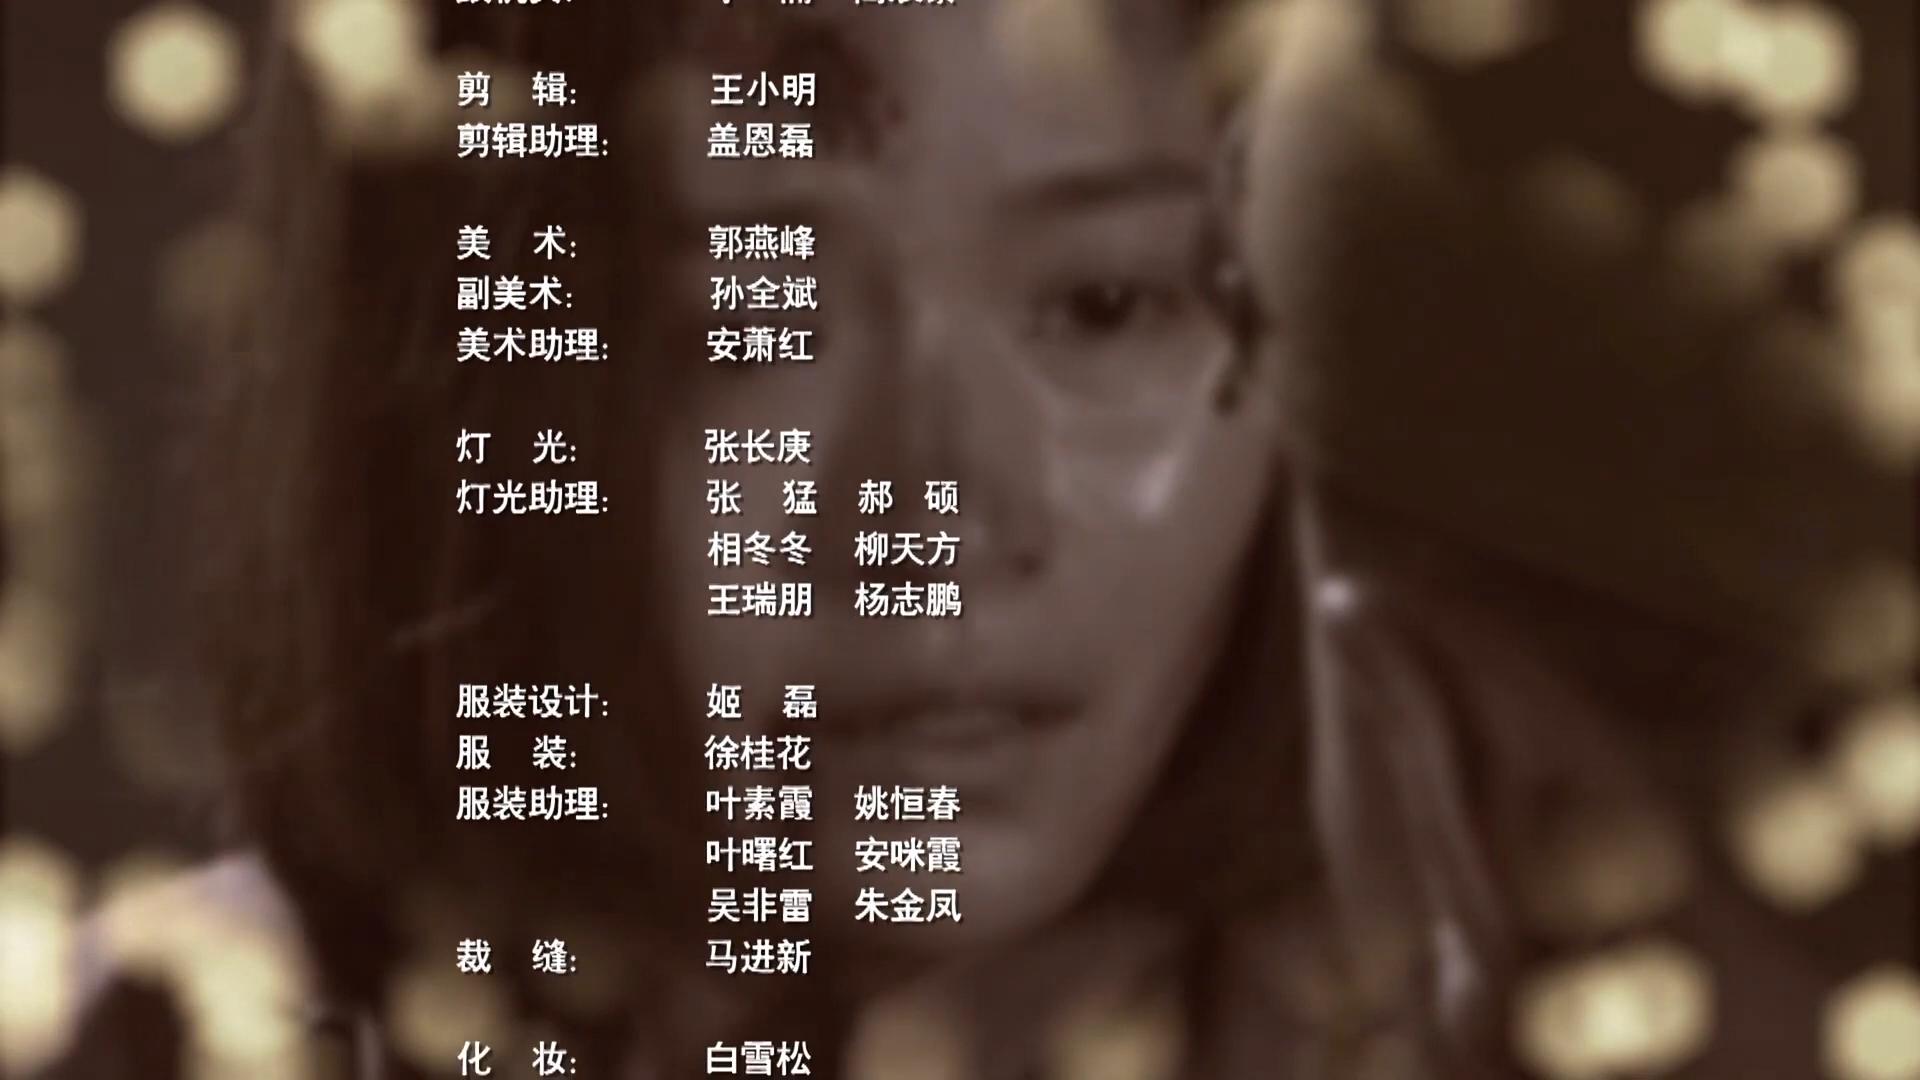 剪 辑: 王小明
剪辑助理: 盖恩磊
美 术: 郭燕峰
副美术: 孙全斌
美术助理: 安萧红
灯 光: 张长庚
灯光助理: 张 猛 郝 硕
相冬冬 柳天方
王瑞朋 杨志鹏
服装设计: 姬 磊
服 装: 徐桂花
服装助理: 叶素霞 姚恒春
叶曙红 安咪霞
吴非雷 朱金凤
裁 缝: 马进新
化 妆: 白雪松